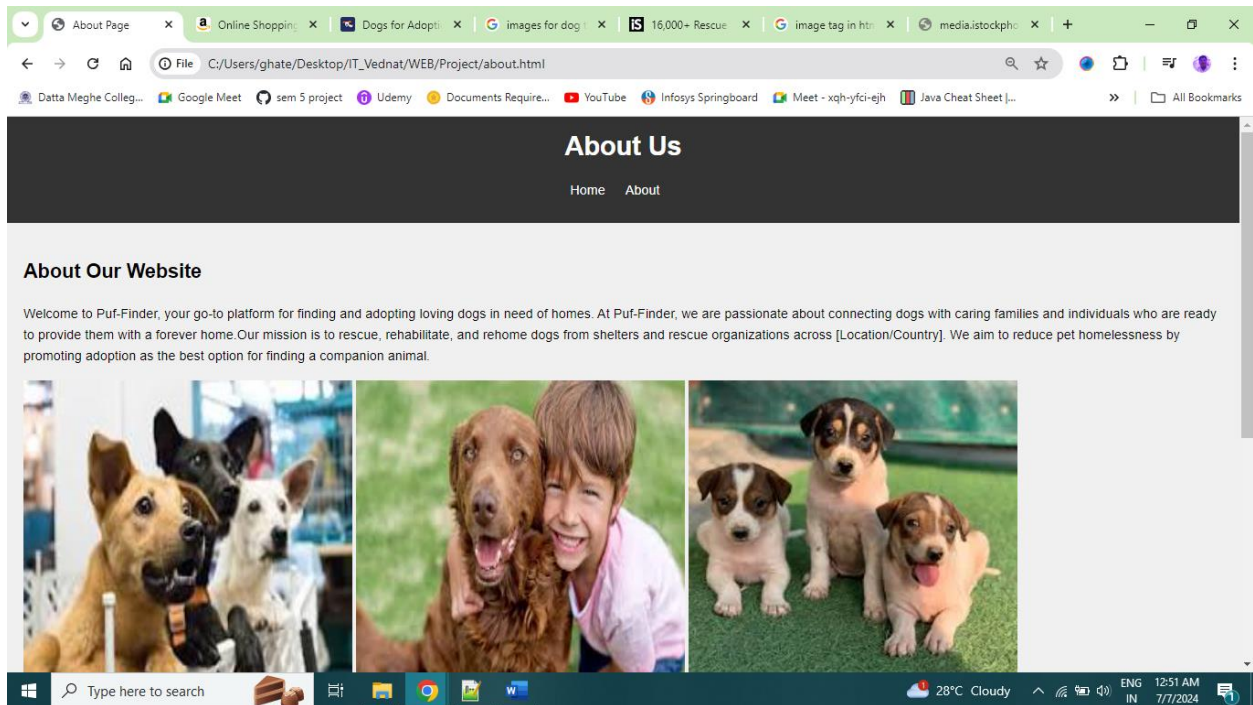 About Page
Online Shopping
Dogs for Adopti
images for dog
16,000+ Rescue
image tag in htm
media.istockpho
File C:/Users/ghate/Desktop/IT_Vednat/WEB/Project/about.html
Datta Meghe Colleg... Google Meet sem 5 project Udemy Documents Require... YouTube Infosys Springboard Meet - xqh-yfci-ejh Java Cheat Sheet |... » All Bookmarks
About Us
Home About
About Our Website
Welcome to Puf-Finder, your go-to platform for finding and adopting loving dogs in need of homes. At Puf-Finder, we are passionate about connecting dogs with caring families and individuals who are ready
to provide them with a forever home.Our mission is to rescue, rehabilitate, and rehome dogs from shelters and rescue organizations across [Location/Country]. We aim to reduce pet homelessness by
promoting adoption as the best option for finding a companion animal.
Type here to search
28°C Cloudy
ENG
IN
12:51 AM
7/7/2024